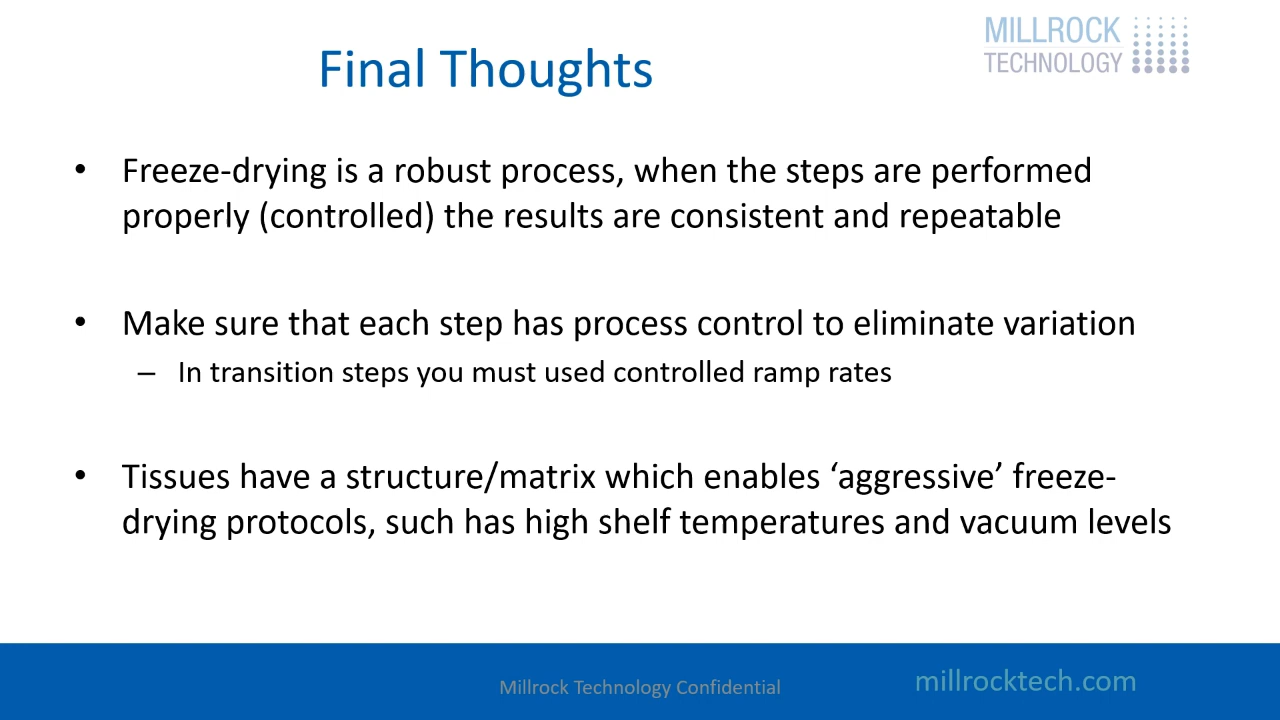 MILLROCK
TECHNOLOGY
Final Thoughts
• Freeze-drying is a robust process, when the steps are performed
properly (controlled) the results are consistent and repeatable
• Make sure that each step has process control to eliminate variation
– In transition steps you must used controlled ramp rates
• Tissues have a structure/matrix which enables ‘aggressive’ freeze-
drying protocols, such has high shelf temperatures and vacuum levels
Millrock Technology Confidential
millrocktech.com